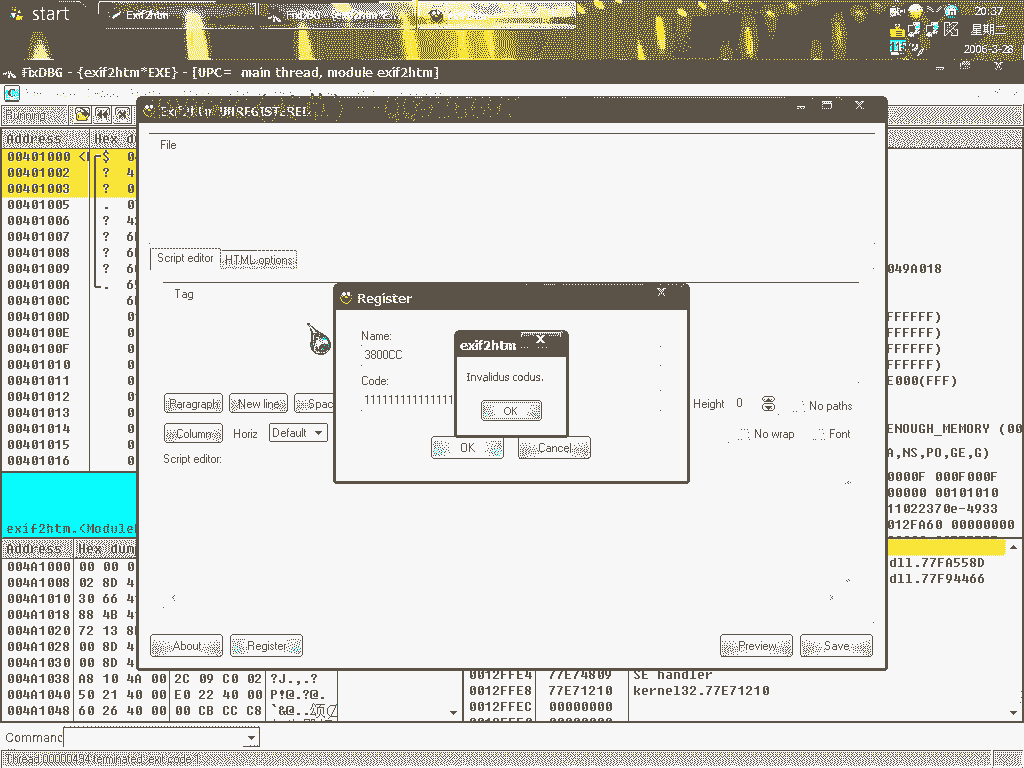 start
Exif2htm
20:37
星期二
2006-3-28
FixDBG - {exif2htm*EXE} - [UPC= main thread, module exif2htm]
Running
Exif2htm UNREGISTERED
Address
00401000
$
00401002
?
00401003
?
00401005
.
00401006
?
00401007
?
00401008
?
00401009
?
0040100A
.
0040100C
0040100D
0040100E
0040100F
00401010
00401011
00401012
00401013
00401014
00401015
00401016
049A018
FFFFFF)
FFFFFF)
FFFFFF)
FFFFFF)
E000(FFF)
ENOUGH_MEMORY (00
A,NS,PO,GE,G)
0000F 000F000F
00000 00101010
11022370e-4933
012FA60 00000000
File
Script editor
HTML options
Tag
Paragraph
New line
Spac
Height
0
No paths
Column
Horiz
Default
No wrap
Font
Script editor:
Register
Name:
3800CC
Code:
11111111111111
OK
Cancel
exif2htm
Invalidus codus.
OK
About
Register
Preview
Save
exif2htm.<Module
Address
Hex dump
004A1000 00 00 0
004A1008 02 8D 4
004A1010 30 66 4
004A1018 88 4B 4
004A1020 72 13 8
004A1028 00 8D 4
004A1030 00 8D 4
004A1038 A8 10 4A 00 2C 09 C0 02 ?J.,.?
004A1040 50 21 40 00 E0 22 40 00 P!@.?@.
004A1048 60 26 40 00 00 CB CC C8 `&@..颂
dll.77FA558D
dll.77F94466
0012FFE4 77E74809 SE handler
0012FFE8 77E71210 kernel32.77E71210
0012FFEC 00000000
Command
Thread 00000494 terminated, exit code 1